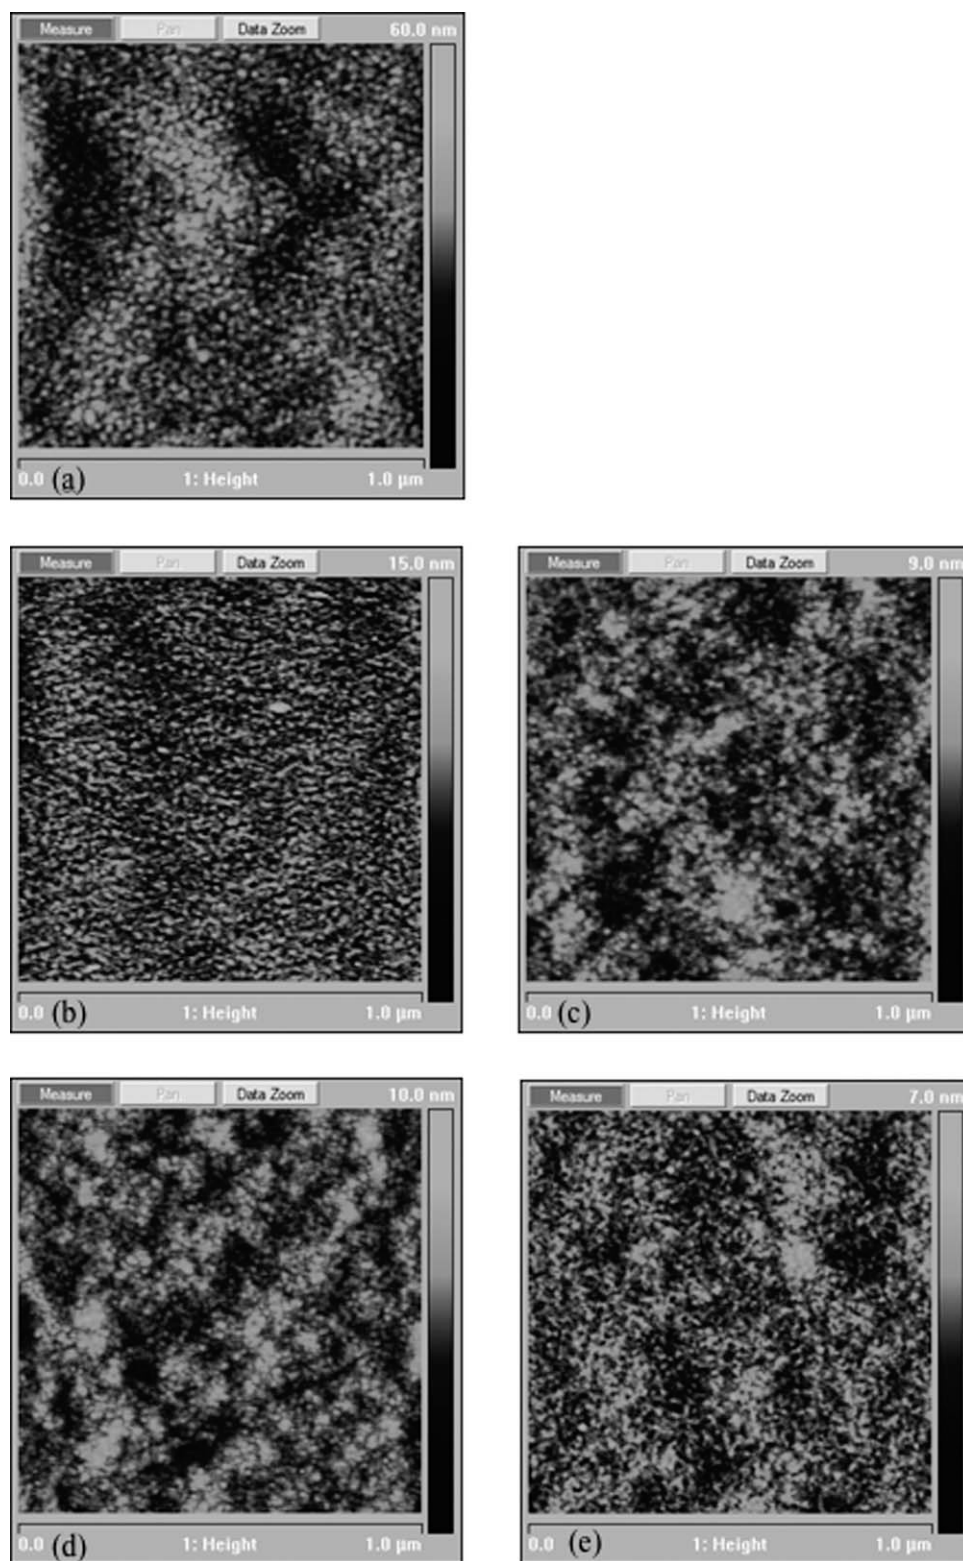 Measure Pan Data Zoom 60.0 nm
0.0 (a) 1: Height 1.0 µm
Measure Pan Data Zoom 15.0 nm
0.0 (b) 1: Height 1.0 µm
Measure Pan Data Zoom 9.0 nm
0.0 (c) 1: Height 1.0 µm
Measure Pan Data Zoom 10.0 nm
0.0 (d) 1: Height 1.0 µm
Measure Pan Data Zoom 7.0 nm
0.0 (e) 1: Height 1.0 µm